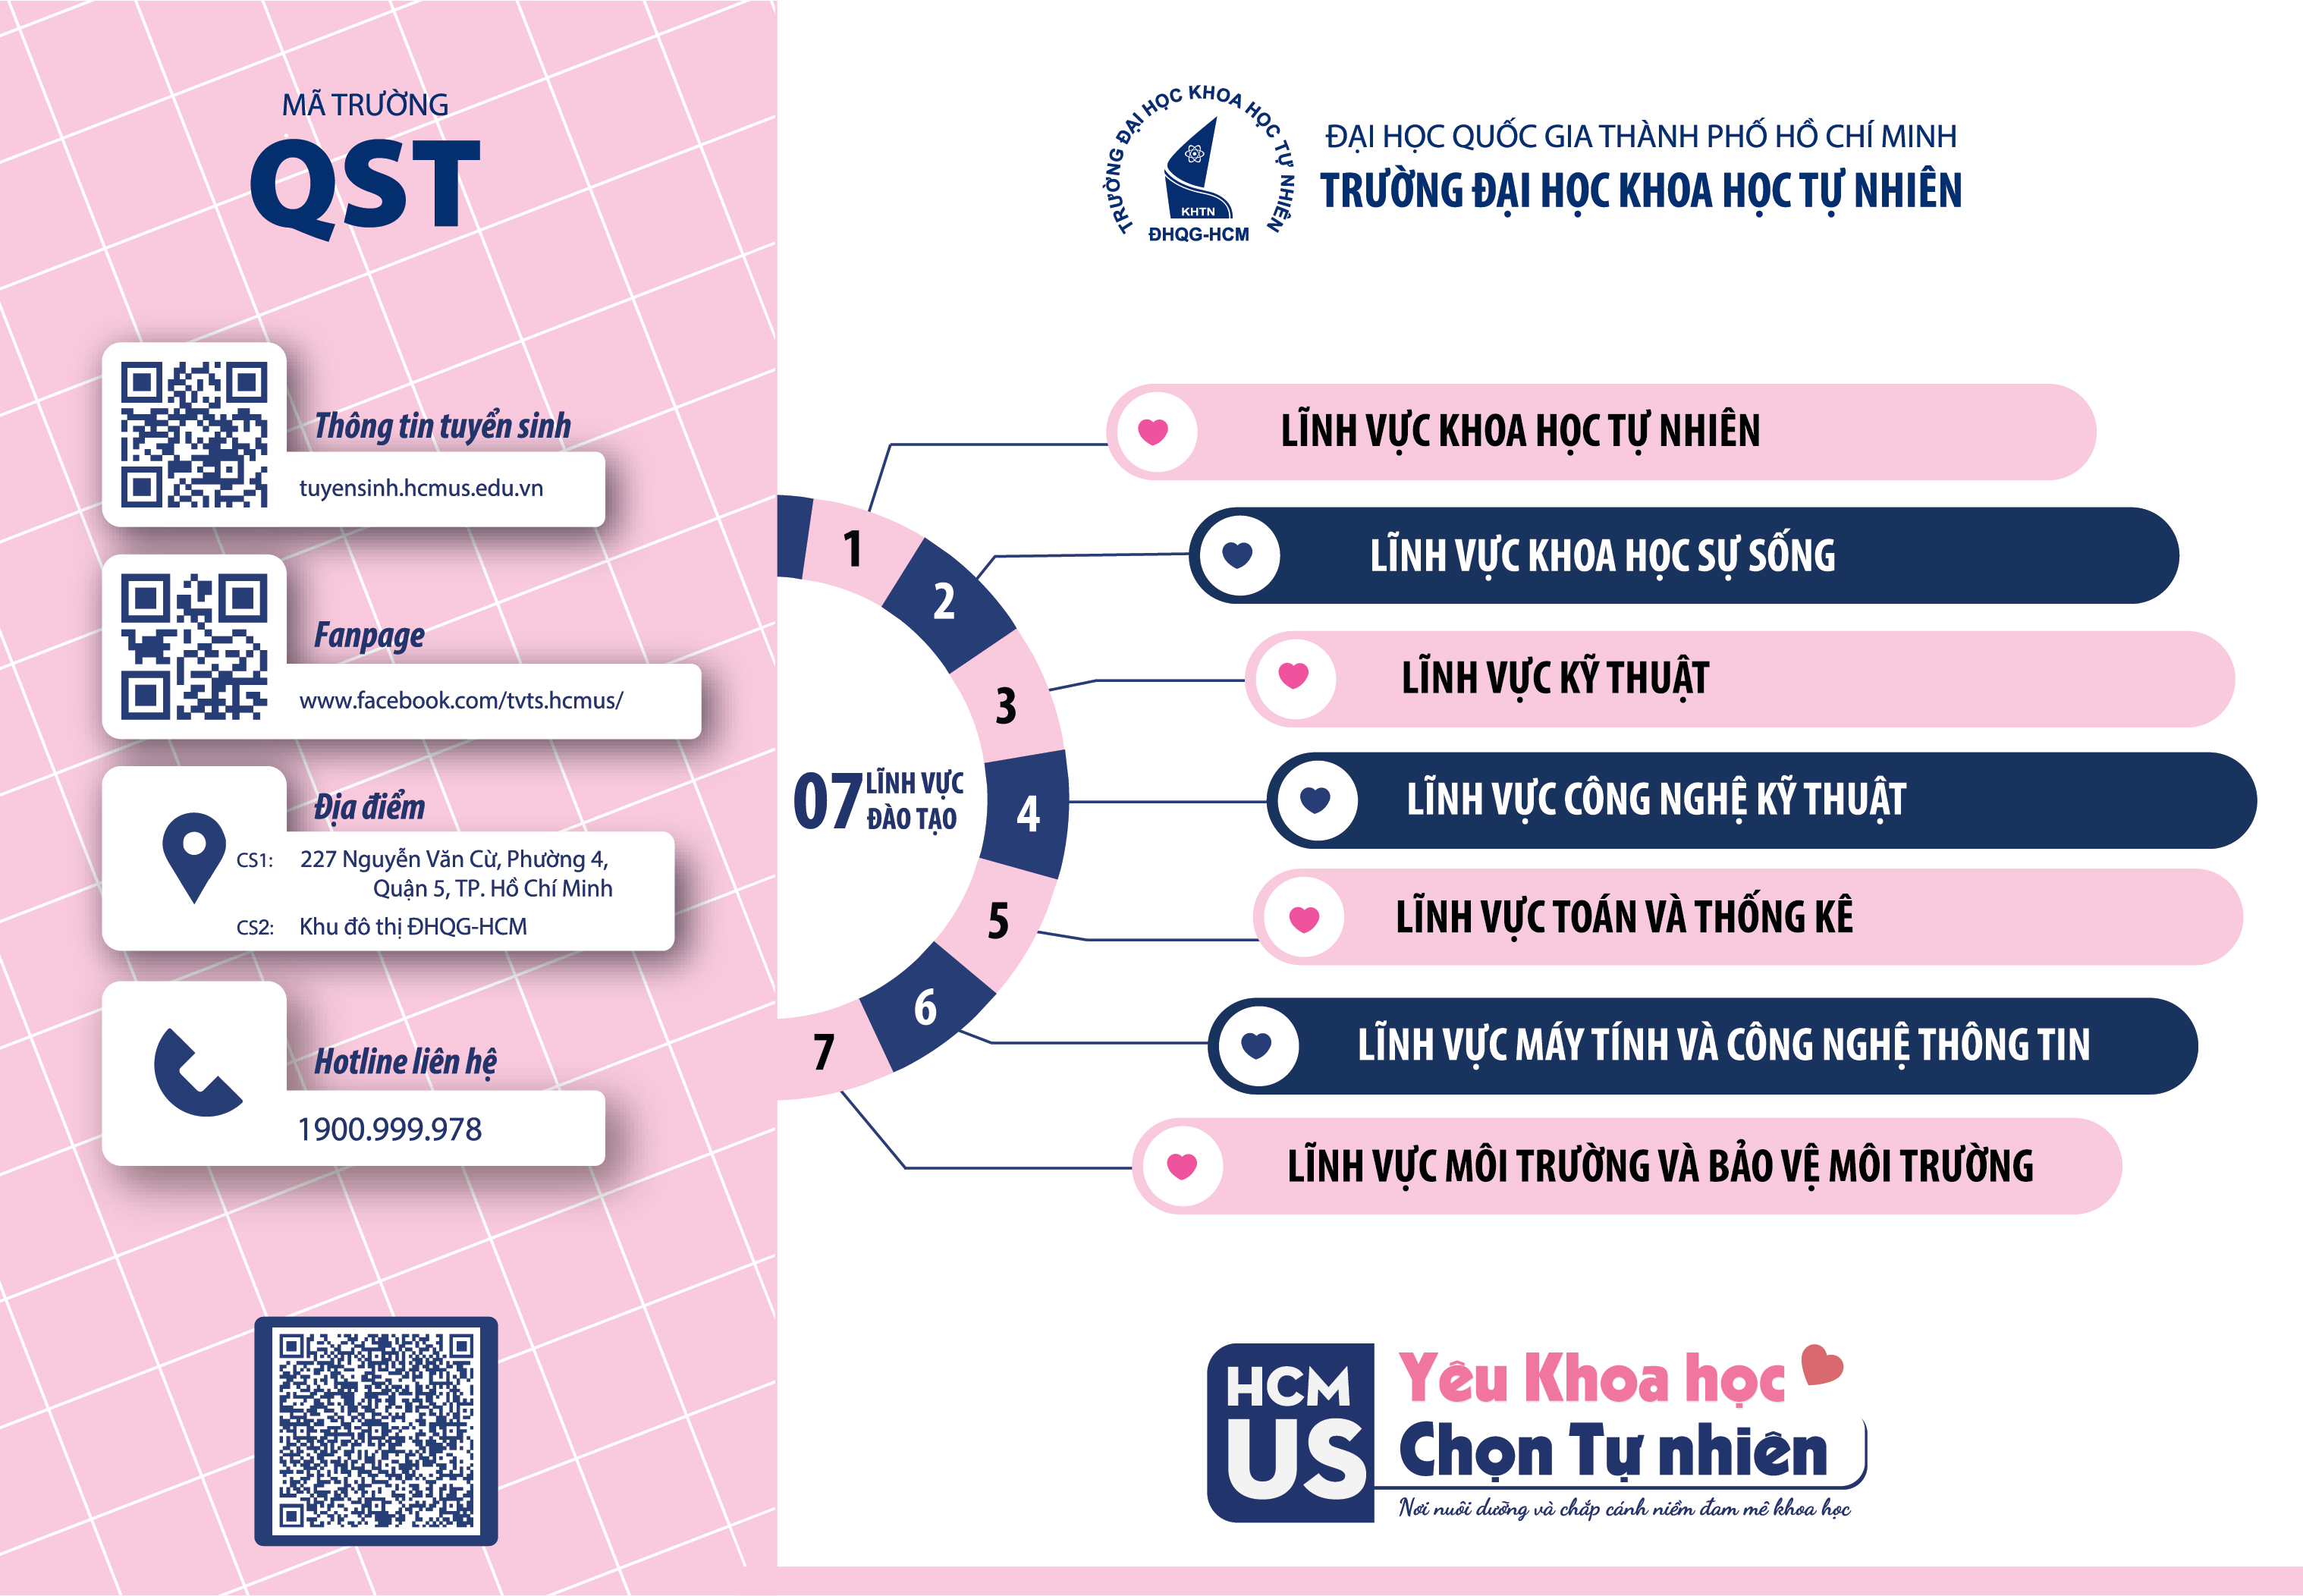 MÃ TRƯỜNG
QST
Thông tin tuyển sinh
tuyensinh.hcmus.edu.vn
Fanpage
www.facebook.com/tvts.hcmus/
Địa điểm
CS1: 227 Nguyễn Văn Cừ, Phường 4,
Quận 5, TP. Hồ Chí Minh
CS2: Khu đô thị ĐHQG-HCM
Hotline liên hệ
1900.999.978
TRƯỜNG ĐẠI HỌC KHOA HỌC TỰ NHIÊN
KHTN
ĐHQG-HCM
ĐẠI HỌC QUỐC GIA THÀNH PHỐ HỒ CHÍ MINH
TRƯỜNG ĐẠI HỌC KHOA HỌC TỰ NHIÊN
07 LĨNH VỰC
ĐÀO TẠO
1 LĨNH VỰC KHOA HỌC TỰ NHIÊN
2 LĨNH VỰC KHOA HỌC SỰ SỐNG
3 LĨNH VỰC KỸ THUẬT
4 LĨNH VỰC CÔNG NGHỆ KỸ THUẬT
5 LĨNH VỰC TOÁN VÀ THỐNG KÊ
6 LĨNH VỰC MÁY TÍNH VÀ CÔNG NGHỆ THÔNG TIN
7 LĨNH VỰC MÔI TRƯỜNG VÀ BẢO VỆ MÔI TRƯỜNG
HCM
US
Yêu Khoa học
Chọn Tự nhiên
Nơi nuôi dưỡng và chắp cánh niềm đam mê khoa học